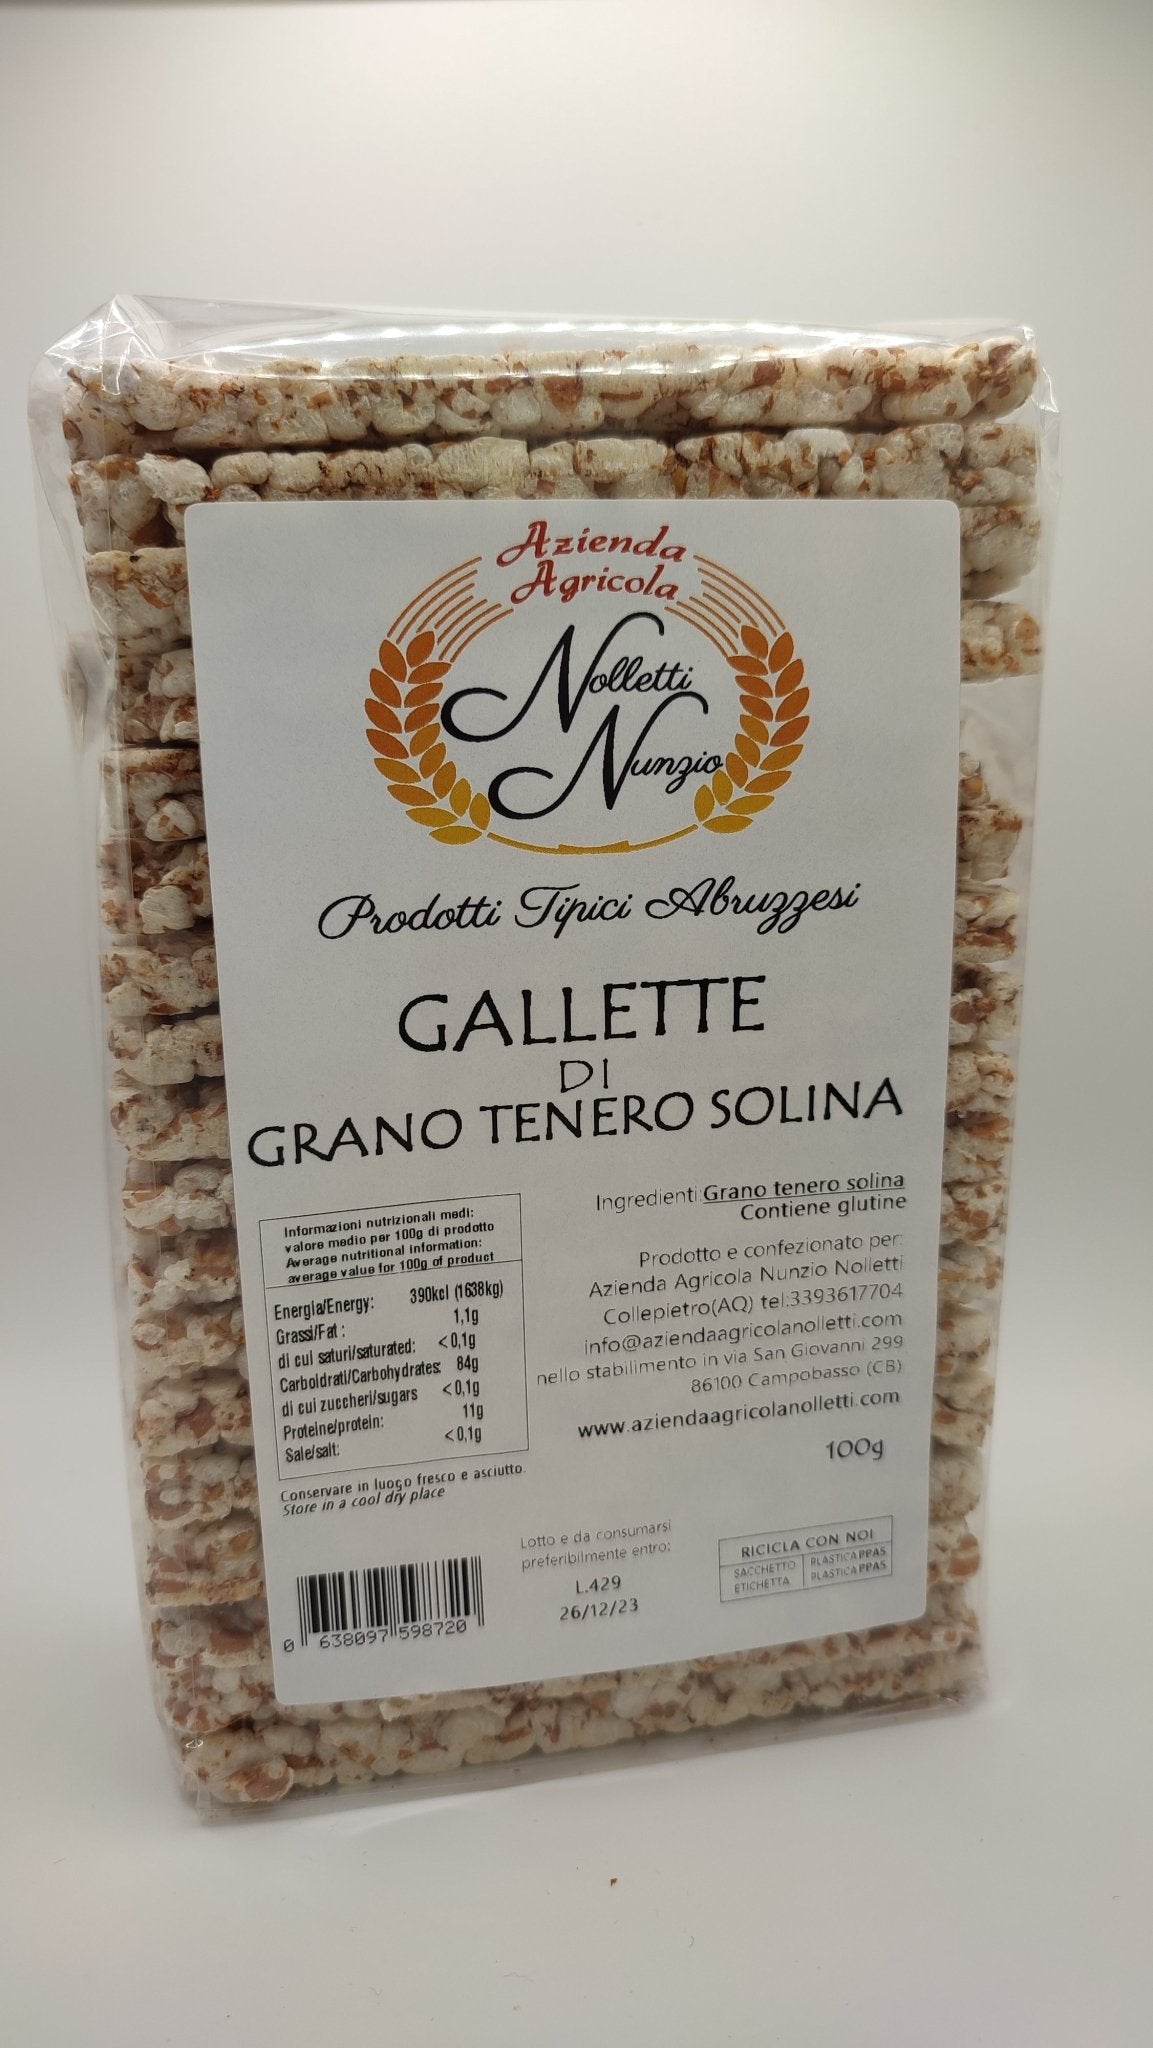 Azienda
Agricola
Nolletti
Nunzio
Prodotti Tipici Abruzzesi
GALLETTE
DI
GRANO TENERO SOLINA
Informazioni nutrizionali medi:
valore medio per 100g di prodotto
Average nutritional information:
average value for 100g of product
Energia/Energy: 390kcl (1638kg)
Grassi/Fat : 1,1g
di cui saturi/saturated: <0,1g
Carboidrati/Carbohydrates: 84g
di cui zuccheri/sugars <0,1g
Proteine/protein: 11g
Sale/salt: <0,1g
Conservare in luogo fresco e asciutto.
Store in a cool dry place
Ingredienti:Grano tenero solina
Contiene glutine
Prodotto e confezionato per:
Azienda Agricola Nunzio Nolletti
Collepietro(AQ) tel:3393617704
info@aziendaagricolanolletti.com
nello stabilimento in via San Giovanni 299
86100 Campobasso (CB)
www.aziendaagricolanolletti.com
100g
Lotto e da consumarsi
preferibilmente entro:
L.429
26/12/23
RICICLA CON NOI
SACCHETTO PLASTICA PPA5
ETICHETTA PLASTICA PPA5
0 638097 598720